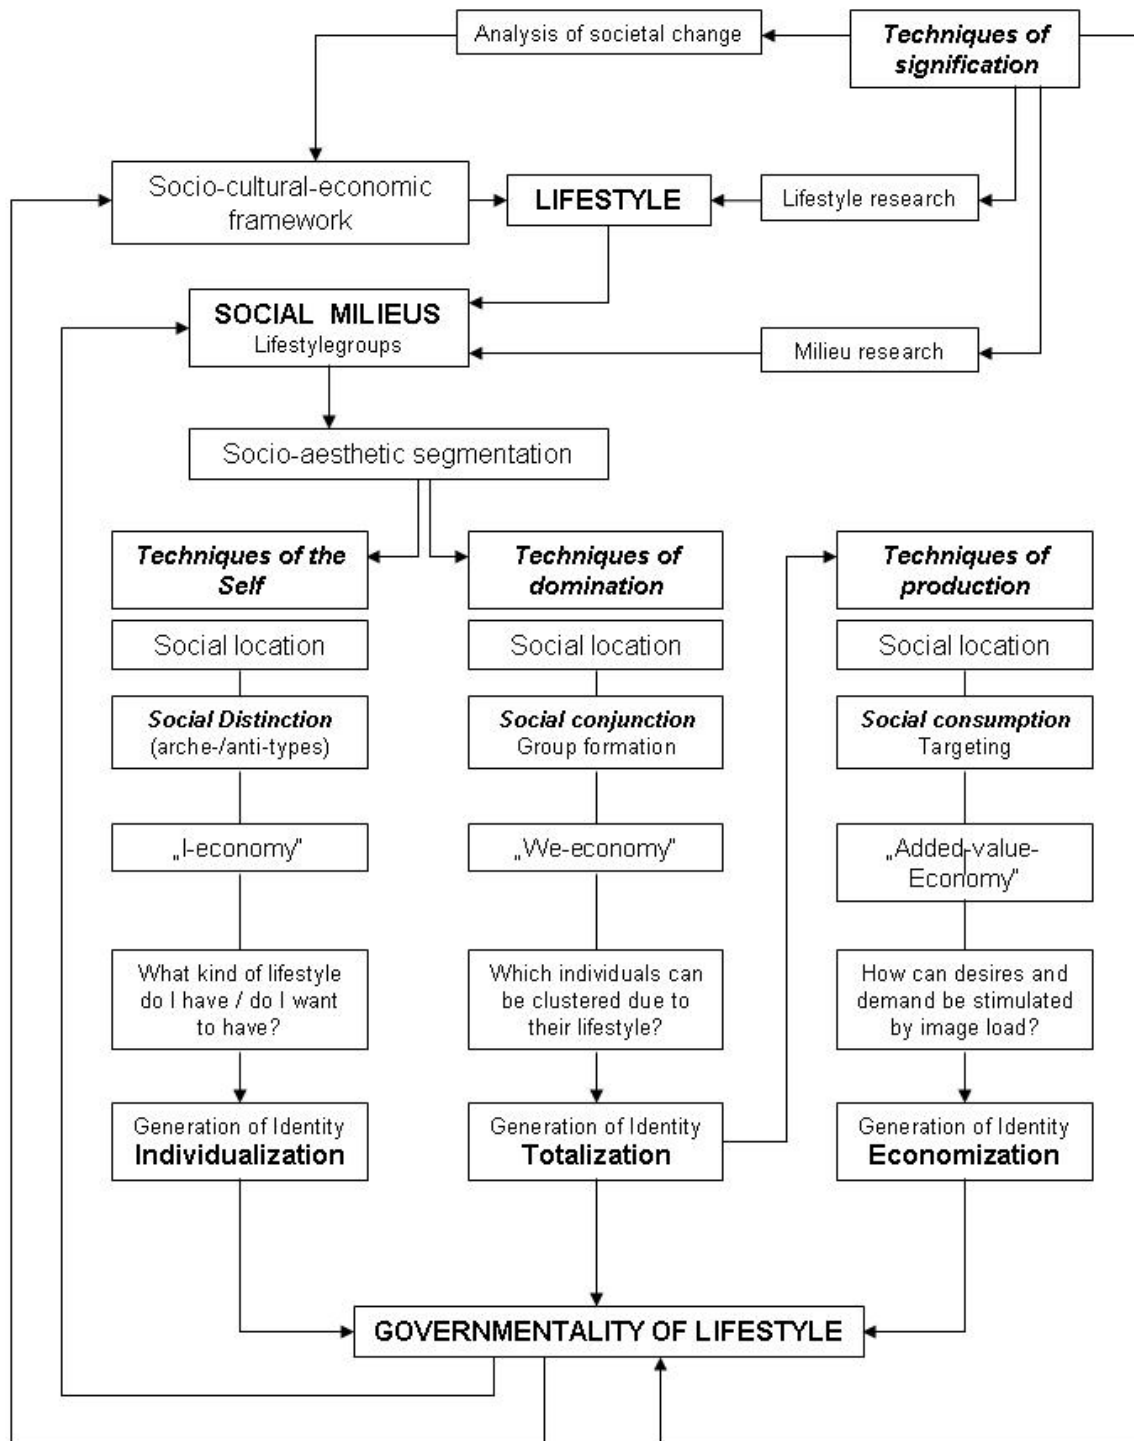 Analysis of societal change
Techniques of
signification
Socio-cultural-economic
framework
LIFESTYLE
Lifestyle research
SOCIAL MILIEUS
Lifestylegroups
Milieu research
Socio-aesthetic segmentation
Techniques of the
Self
Techniques of
domination
Techniques of
production
Social location
Social location
Social location
Social Distinction
(arche-/anti-types)
Social conjunction
Group formation
Social consumption
Targeting
„I-economy"
„We-economy"
„Added-value-
Economy"
What kind of lifestyle
do I have / do I want
to have?
Which individuals can
be clustered due to
their lifestyle?
How can desires and
demand be stimulated
by image load?
Generation of Identity
Individualization
Generation of Identity
Totalization
Generation of Identity
Economization
GOVERNMENTALITY OF LIFESTYLE